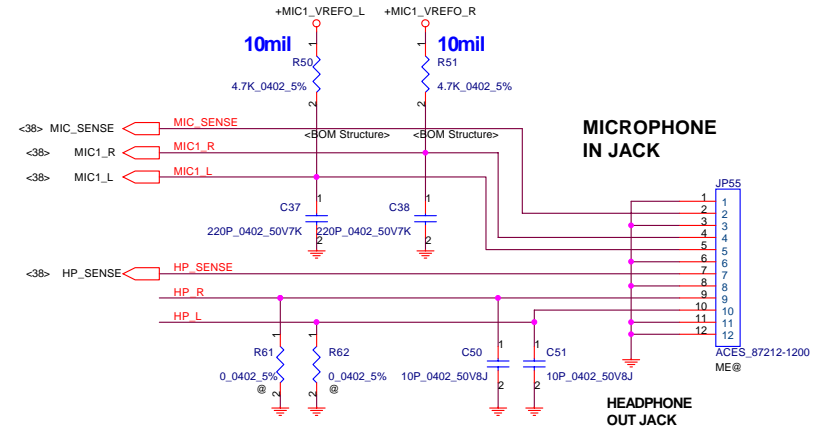 +MIC1_VREFO_L
+MIC1_VREFO_R
10mil
10mil
1
1
R50
R51
4.7K_0402_5%
4.7K_0402_5%
2
2
<38> MIC_SENSE
MIC_SENSE
<BOM Structure>
<BOM Structure>
MICROPHONE
IN JACK
<38> MIC1_R
MIC1_R
<38> MIC1_L
MIC1_L
JP55
C37
1
C38
1
220P_0402_50V7K
220P_0402_50V7K
2
2
1 1
2 2
3 3
4 4
5 5
6 6
7 7
8 8
9 9
10 10
11 11
12 12
<38> HP_SENSE
HP_SENSE
HP_R
HP_L
1
1
R61
R62
C50
1
C51
1
0_0402_5%
0_0402_5%
10P_0402_50V8J
10P_0402_50V8J
@
@
2
2
2
2
ACES_87212-1200
ME@
HEADPHONE
OUT JACK